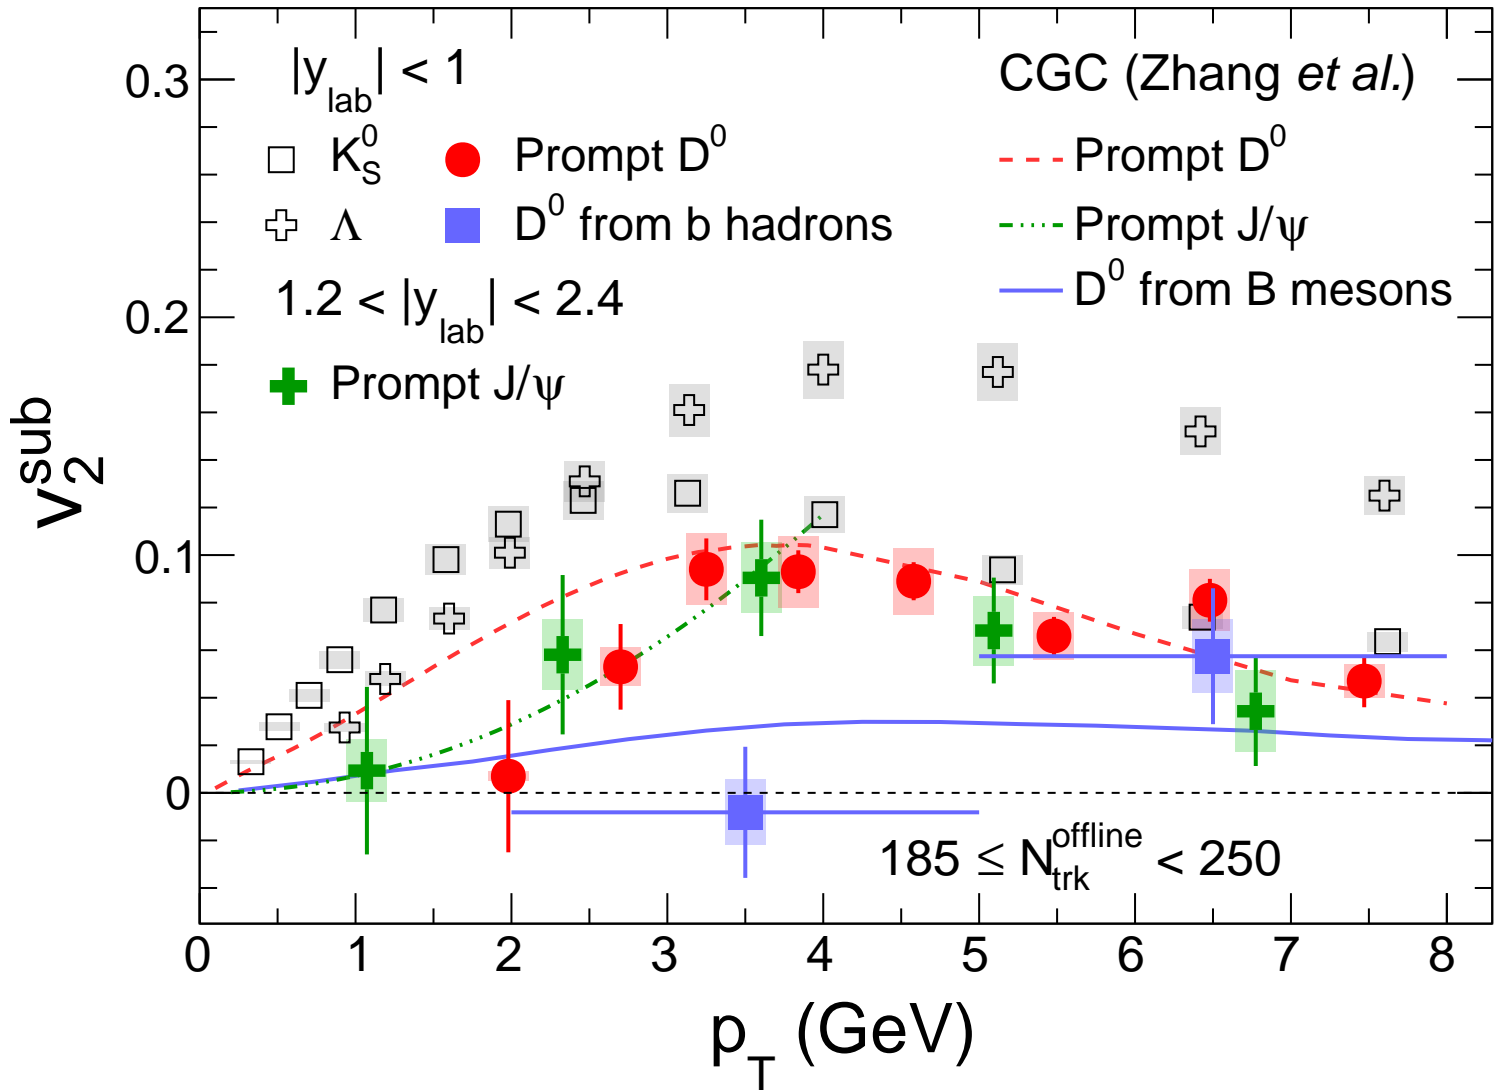 |y_lab| < 1
K_S^0
Prompt D^0
Λ
D^0 from b hadrons
1.2 < |y_lab| < 2.4
Prompt J/ψ
CGC (Zhang et al.)
Prompt D^0
Prompt J/ψ
D^0 from B mesons
185 ≤ N_trk^offline < 250
v_2^sub
0.3
0.2
0.1
0
0 1 2 3 4 5 6 7 8
p_T (GeV)